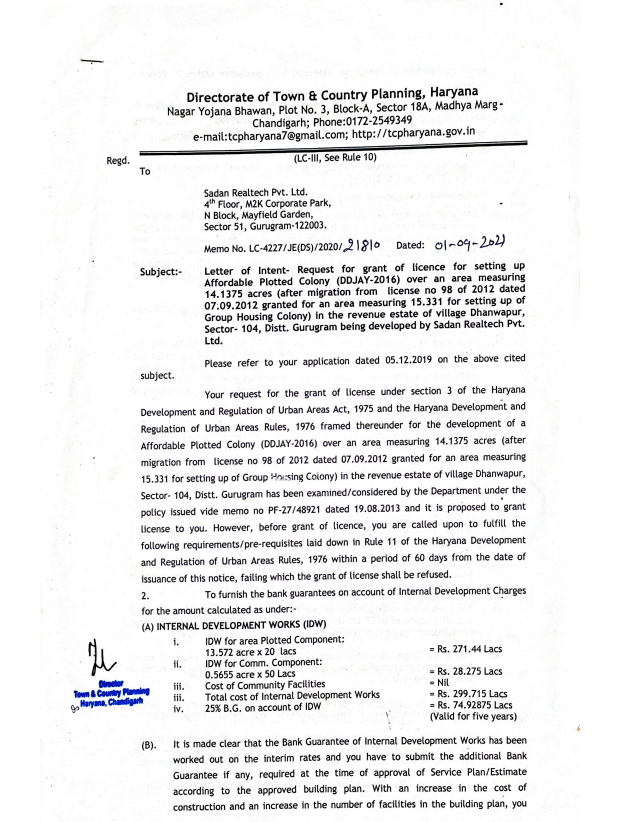 Directorate of Town & Country Planning, Haryana
Nagar Yojana Bhawan, Plot No. 3, Block-A, Sector 18A, Madhya Marg-
Chandigarh; Phone:0172-2549349
e-mail:tcpharyana7@gmail.com; http://tcpharyana.gov.in
Regd.
(LC-III, See Rule 10)
To
Sadan Realtech Pvt. Ltd.
4th Floor, M2K Corporate Park,
N Block, Mayfield Garden,
Sector 51, Gurugram-122003.
Memo No. LC-4227/JE(DS)/2020/21810 Dated: 01-09-2021
Subject:- Letter of Intent- Request for grant of licence for setting up
Affordable Plotted Colony (DDJAY-2016) over an area measuring
14.1375 acres (after migration from license no 98 of 2012 dated
07.09.2012 granted for an area measuring 15.331 for setting up of
Group Housing Colony) in the revenue estate of village Dhanwapur,
Sector- 104, Distt. Gurugram being developed by Sadan Realtech Pvt.
Ltd.
Please refer to your application dated 05.12.2019 on the above cited
subject.
Your request for the grant of license under section 3 of the Haryana
Development and Regulation of Urban Areas Act, 1975 and the Haryana Development and
Regulation of Urban Areas Rules, 1976 framed thereunder for the development of a
Affordable Plotted Colony (DDJAY-2016) over an area measuring 14.1375 acres (after
migration from license no 98 of 2012 dated 07.09.2012 granted for an area measuring
15.331 for setting up of Group Housing Colony) in the revenue estate of village Dhanwapur,
Sector- 104, Distt. Gurugram has been examined/considered by the Department under the
policy issued vide memo no PF-27/48921 dated 19.08.2013 and it is proposed to grant
license to you. However, before grant of licence, you are called upon to fulfill the
following requirements/pre-requisites laid down in Rule 11 of the Haryana Development
and Regulation of Urban Areas Rules, 1976 within a period of 60 days from the date of
issuance of this notice, failing which the grant of license shall be refused.
2. To furnish the bank guarantees on account of Internal Development Charges
for the amount calculated as under:-
(A) INTERNAL DEVELOPMENT WORKS (IDW)
i. IDW for area Plotted Component:
13.572 acre x 20 lacs = Rs. 271.44 Lacs
ii. IDW for Comm. Component:
0.5655 acre x 50 Lacs = Rs. 28.275 Lacs
iii. Cost of Community Facilities = Nil
iii. Total cost of Internal Development Works = Rs. 299.715 Lacs
iv. 25% B.G. on account of IDW = Rs. 74.92875 Lacs
(Valid for five years)
Director
Town & Country Planning
Haryana, Chandigarh
(B). It is made clear that the Bank Guarantee of Internal Development Works has been
worked out on the interim rates and you have to submit the additional Bank
Guarantee if any, required at the time of approval of Service Plan/Estimate
according to the approved building plan. With an increase in the cost of
construction and an increase in the number of facilities in the building plan, you